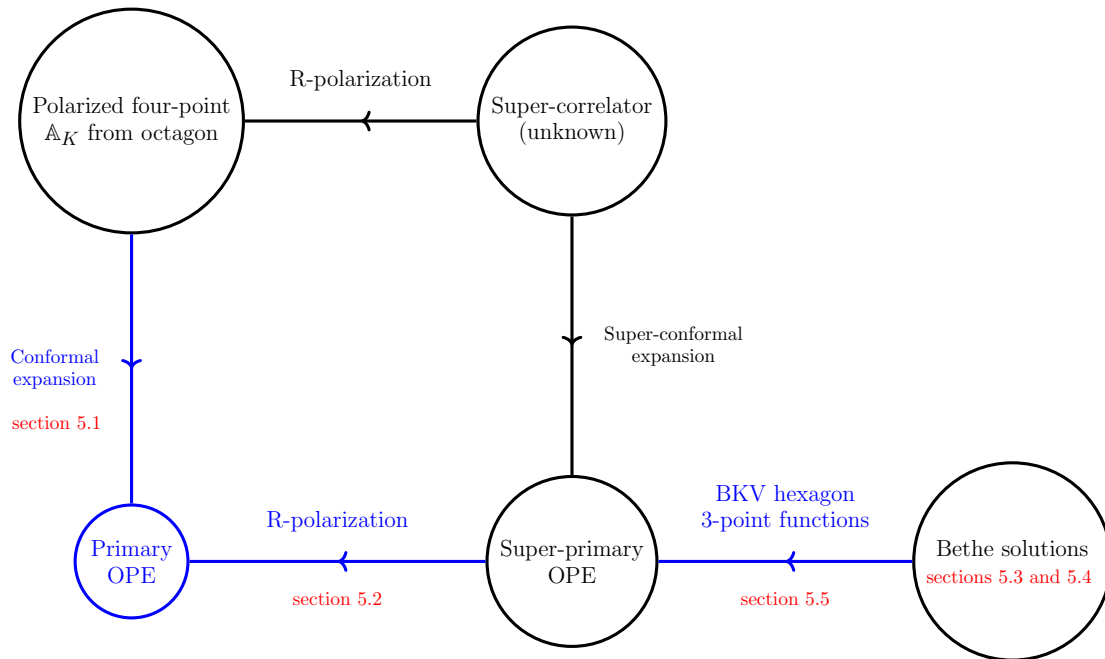 R-polarization
Polarized four-point
𝔸_K from octagon
Super-correlator
(unknown)
Conformal
expansion
section 5.1
Super-conformal
expansion
Primary
OPE
R-polarization
section 5.2
Super-primary
OPE
BKV hexagon
3-point functions
section 5.5
Bethe solutions
sections 5.3 and 5.4